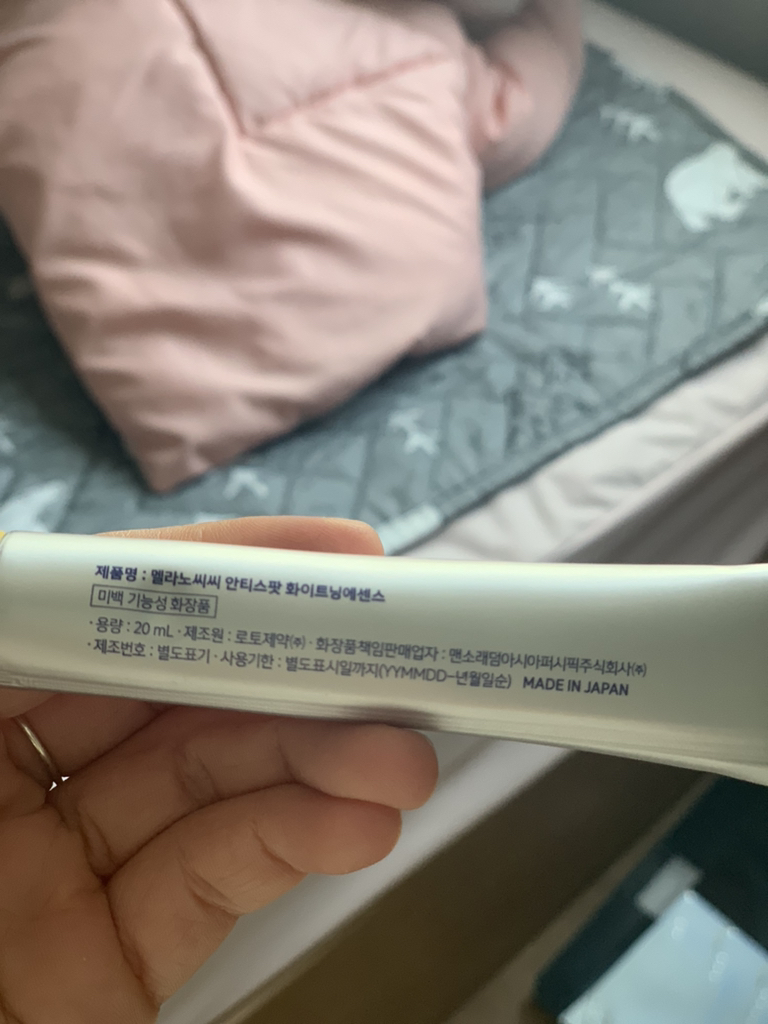 제품명 : 멜라노씨씨 안티스팟 화이트닝에센스
미백 기능성 화장품
· 용량 : 20 mL · 제조원 : 로토제약㈜ · 화장품책임판매업자 : 맨소래덤아시아퍼시픽주식회사㈜
· 제조번호 : 별도표기 · 사용기한 : 별도표시일까지(YYMMDD-년월일순) MADE IN JAPAN